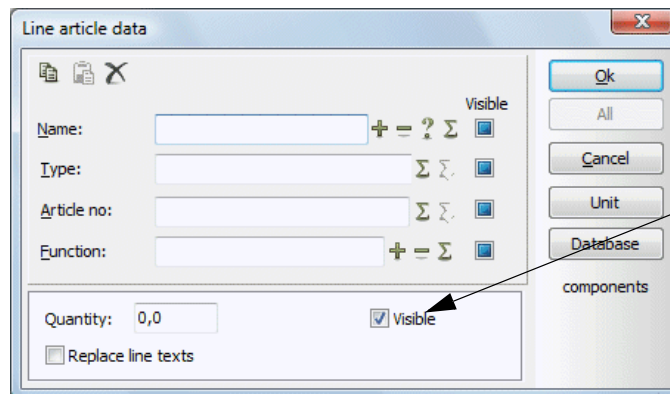 Line article data
Visible
Name:
Type:
Article no:
Function:
Quantity: 0,0
Visible
Replace line texts
Ok
All
Cancel
Unit
Database
components